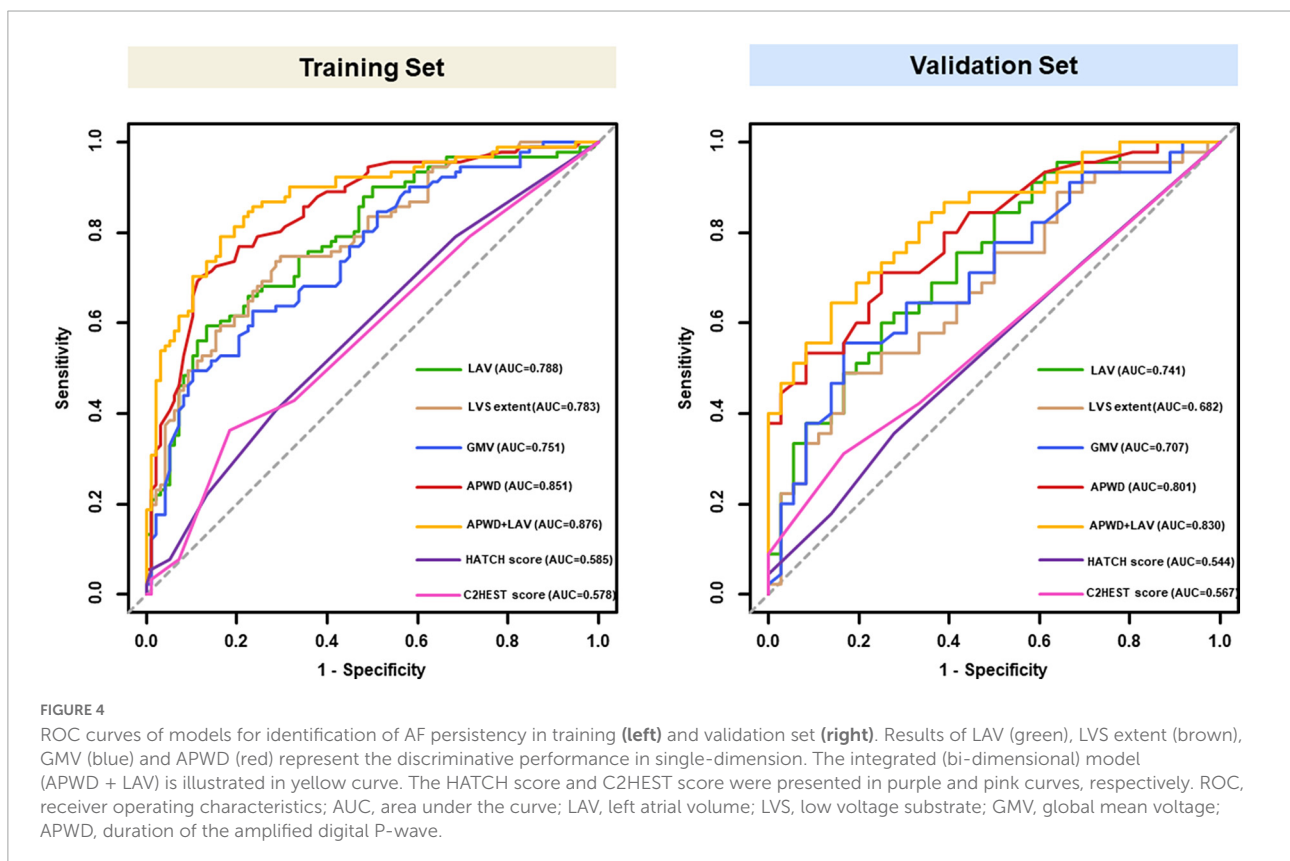 Training Set
Validation Set
1.0
0.8
0.6
0.4
0.2
0.0
Sensitivity
LAV (AUC=0.788)
LVS extent(AUC=0.783)
GMV (AUC=0.751)
APWD (AUC=0.851)
APWD+LAV (AUC=0.876)
HATCH score (AUC=0.585)
C2HEST score (AUC=0.578)
0.0 0.2 0.4 0.6 0.8 1.0
1 - Specificity
1.0
0.8
0.6
0.4
0.2
0.0
Sensitivity
LAV (AUC=0.741)
LVS extent (AUC=0.682)
GMV (AUC=0.707)
APWD (AUC=0.801)
APWD+LAV (AUC=0.830)
HATCH score (AUC=0.544)
C2HEST score (AUC=0.567)
0.0 0.2 0.4 0.6 0.8 1.0
1 - Specificity
FIGURE 4
ROC curves of models for identification of AF persistency in training (left) and validation set (right). Results of LAV (green), LVS extent (brown),
GMV (blue) and APWD (red) represent the discriminative performance in single-dimension. The integrated (bi-dimensional) model
(APWD + LAV) is illustrated in yellow curve. The HATCH score and C2HEST score were presented in purple and pink curves, respectively. ROC,
receiver operating characteristics; AUC, area under the curve; LAV, left atrial volume; LVS, low voltage substrate; GMV, global mean voltage;
APWD, duration of the amplified digital P-wave.